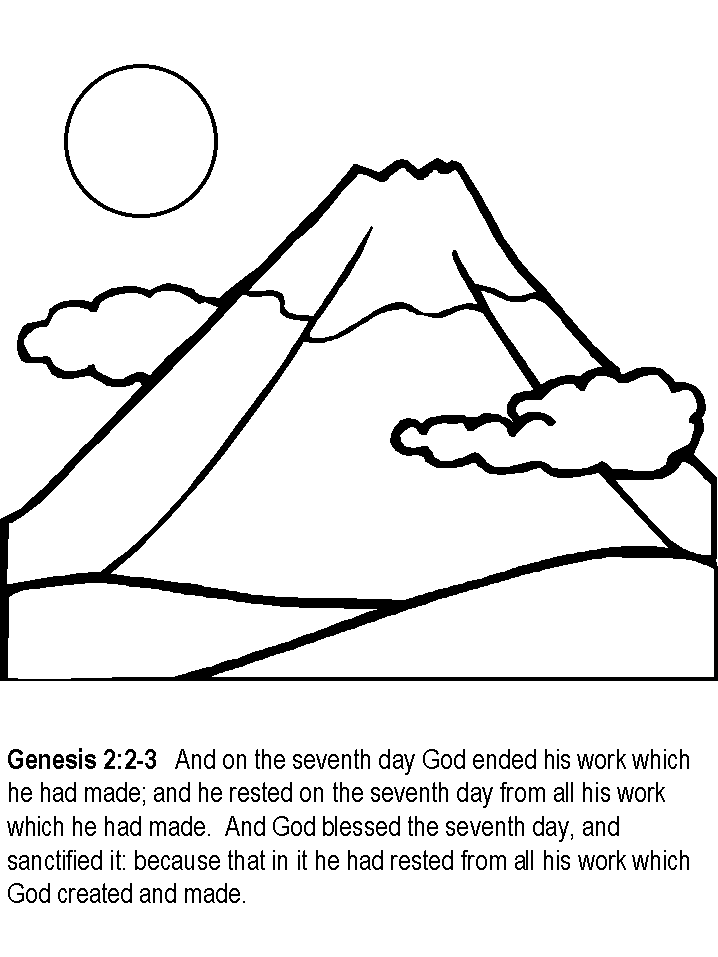 Genesis 2:2-3   And on the seventh day God ended his work which
he had made; and he rested on the seventh day from all his work
which he had made.  And God blessed the seventh day, and
sanctified it: because that in it he had rested from all his work which
God created and made.